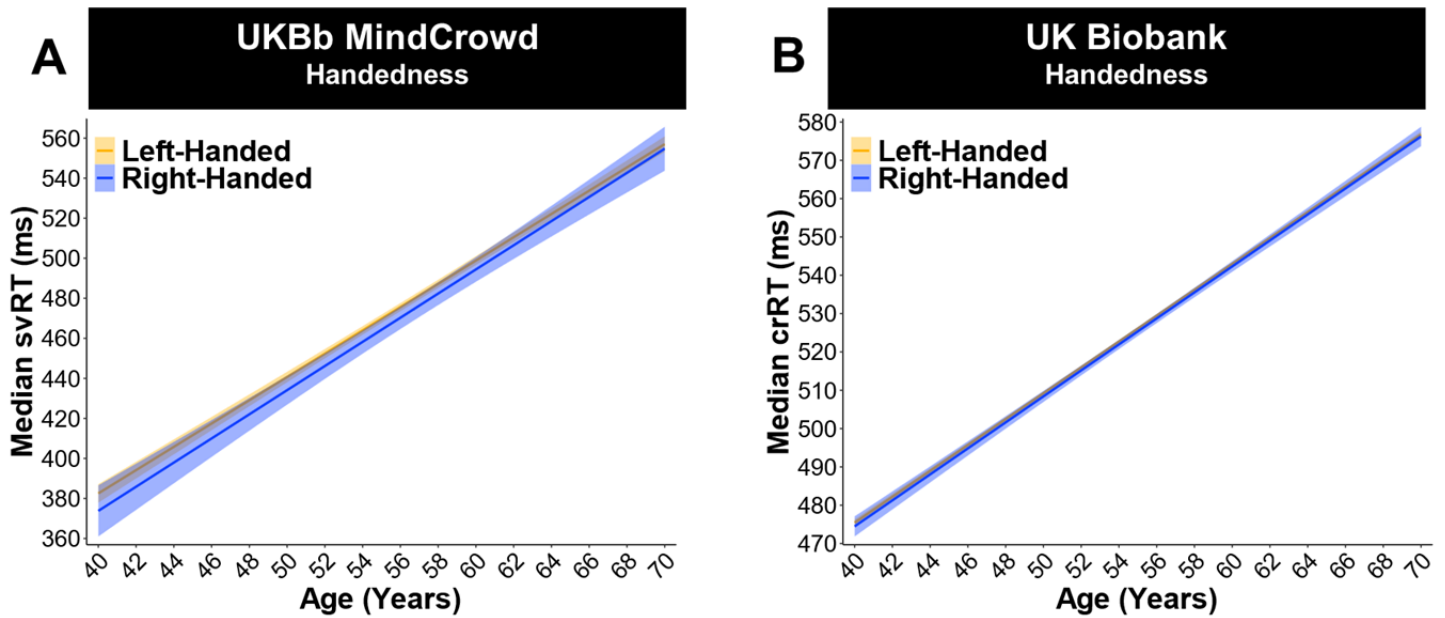 A
UKBb MindCrowd
Handedness
Left-Handed
Right-Handed
Median svRT (ms)
560
540
520
500
480
460
440
420
400
380
360
40 42 44 46 48 50 52 54 56 58 60 62 64 66 68 70
Age (Years)
B
UK Biobank
Handedness
Left-Handed
Right-Handed
Median crRT (ms)
580
570
560
550
540
530
520
510
500
490
480
470
40 42 44 46 48 50 52 54 56 58 60 62 64 66 68 70
Age (Years)